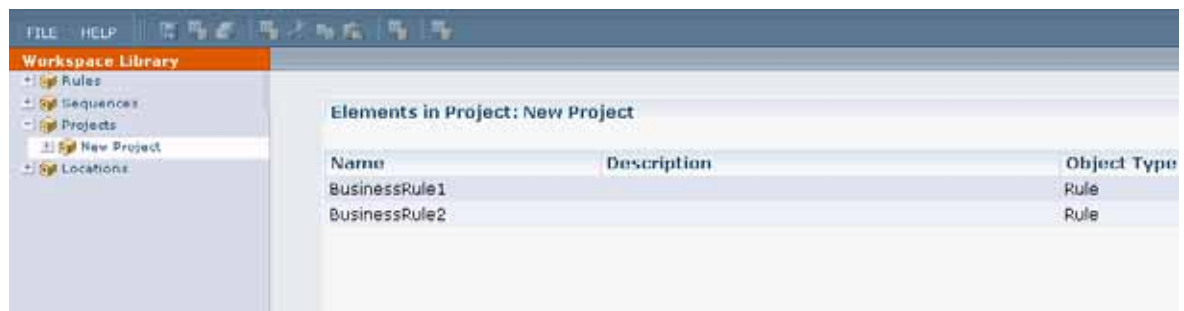 FILE HELP
Workspace Library
Rules
Sequences
Projects
New Project
Locations
Elements in Project: New Project
Name Description Object Type
BusinessRule1 Rule
BusinessRule2 Rule